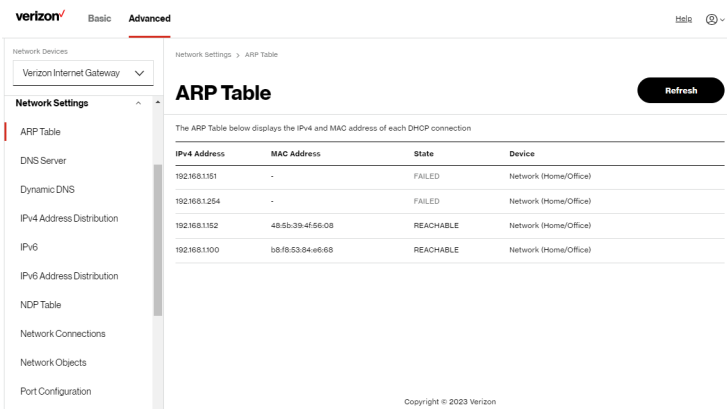 verizon✓ Basic Advanced Help
Network Devices
Verizon Internet Gateway
Network Settings
ARP Table
DNS Server
Dynamic DNS
IPv4 Address Distribution
IPv6
IPv6 Address Distribution
NDP Table
Network Connections
Network Objects
Port Configuration
Network Settings > ARP Table
ARP Table
Refresh
The ARP Table below displays the IPv4 and MAC address of each DHCP connection
IPv4 Address MAC Address State Device
192.168.1.151 - FAILED Network (Home/Office)
192.168.1.254 - FAILED Network (Home/Office)
192.168.1.152 48:5b:39:4f:56:08 REACHABLE Network (Home/Office)
192.168.1.100 b8:f8:53:84:e6:68 REACHABLE Network (Home/Office)
Copyright © 2023 Verizon